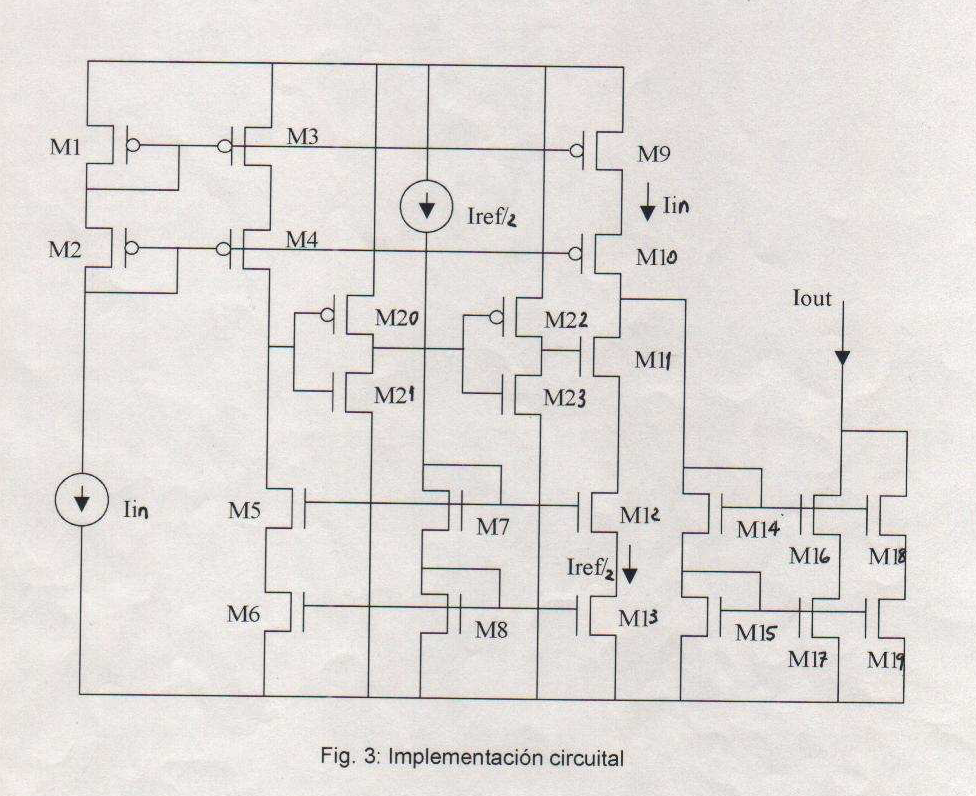 M1
M3
M9
Iref/2
Iin
M2
M4
M10
Iout
M20
M22
M11
M21
M23
Iin
M5
M7
M12
M14
M16
M18
Iref/2
M6
M8
M13
M15
M17
M19
Fig. 3: Implementación circuital